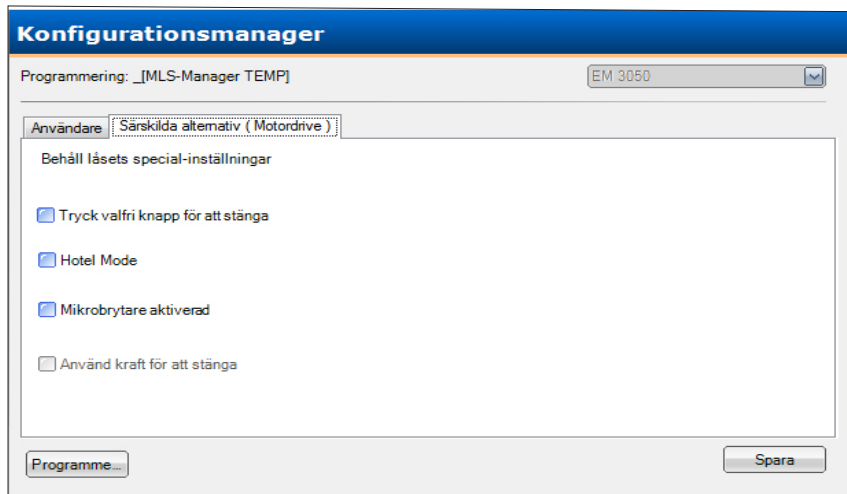 Konfigurationsmanager
Programmering: _[MLS-Manager TEMP] EM 3050
Användare Särskilda alternativ ( Motordrive )
Behåll låsets special-inställningar
Tryck valfri knapp för att stänga
Hotel Mode
Mikrobrytare aktiverad
Använd kraft för att stänga
Programme... Spara